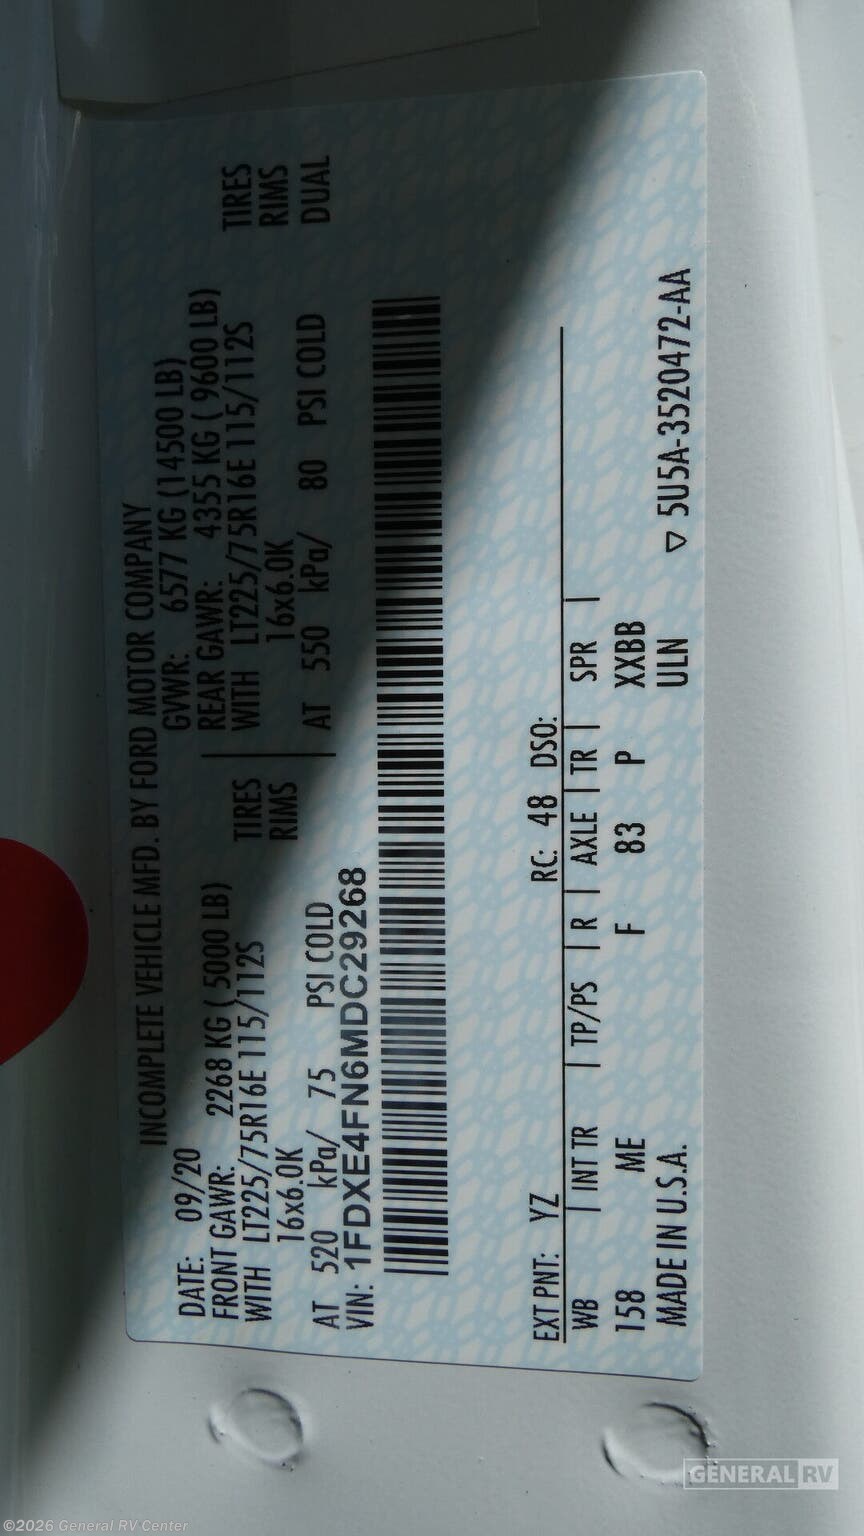 INCOMPLETE VEHICLE MFD. BY FORD MOTOR COMPANY
DATE: 09/20 GVWR: 6577 KG (14500 LB)
FRONT GAWR: 2268 KG ( 5000 LB) REAR GAWR: 4355 KG ( 9600 LB)
WITH LT225/75R16E 115/112S TIRES WITH LT225/75R16E 115/112S TIRES
16x6.0K RIMS 16x6.0K RIMS
AT 520 kPa/ 75 PSI COLD AT 550 kPa/ 80 PSI COLD DUAL
VIN: 1FDXE4FN6MDC29268
EXT PNT: YZ RC: 48 DSO:
WB | INT TR | TP/PS | R | AXLE | TR | SPR |
158 ME F 83 P XXBB
MADE IN U.S.A. ULN ▽ 5U5A-3520472-AA
GENERAL RV
©2026 General RV Center